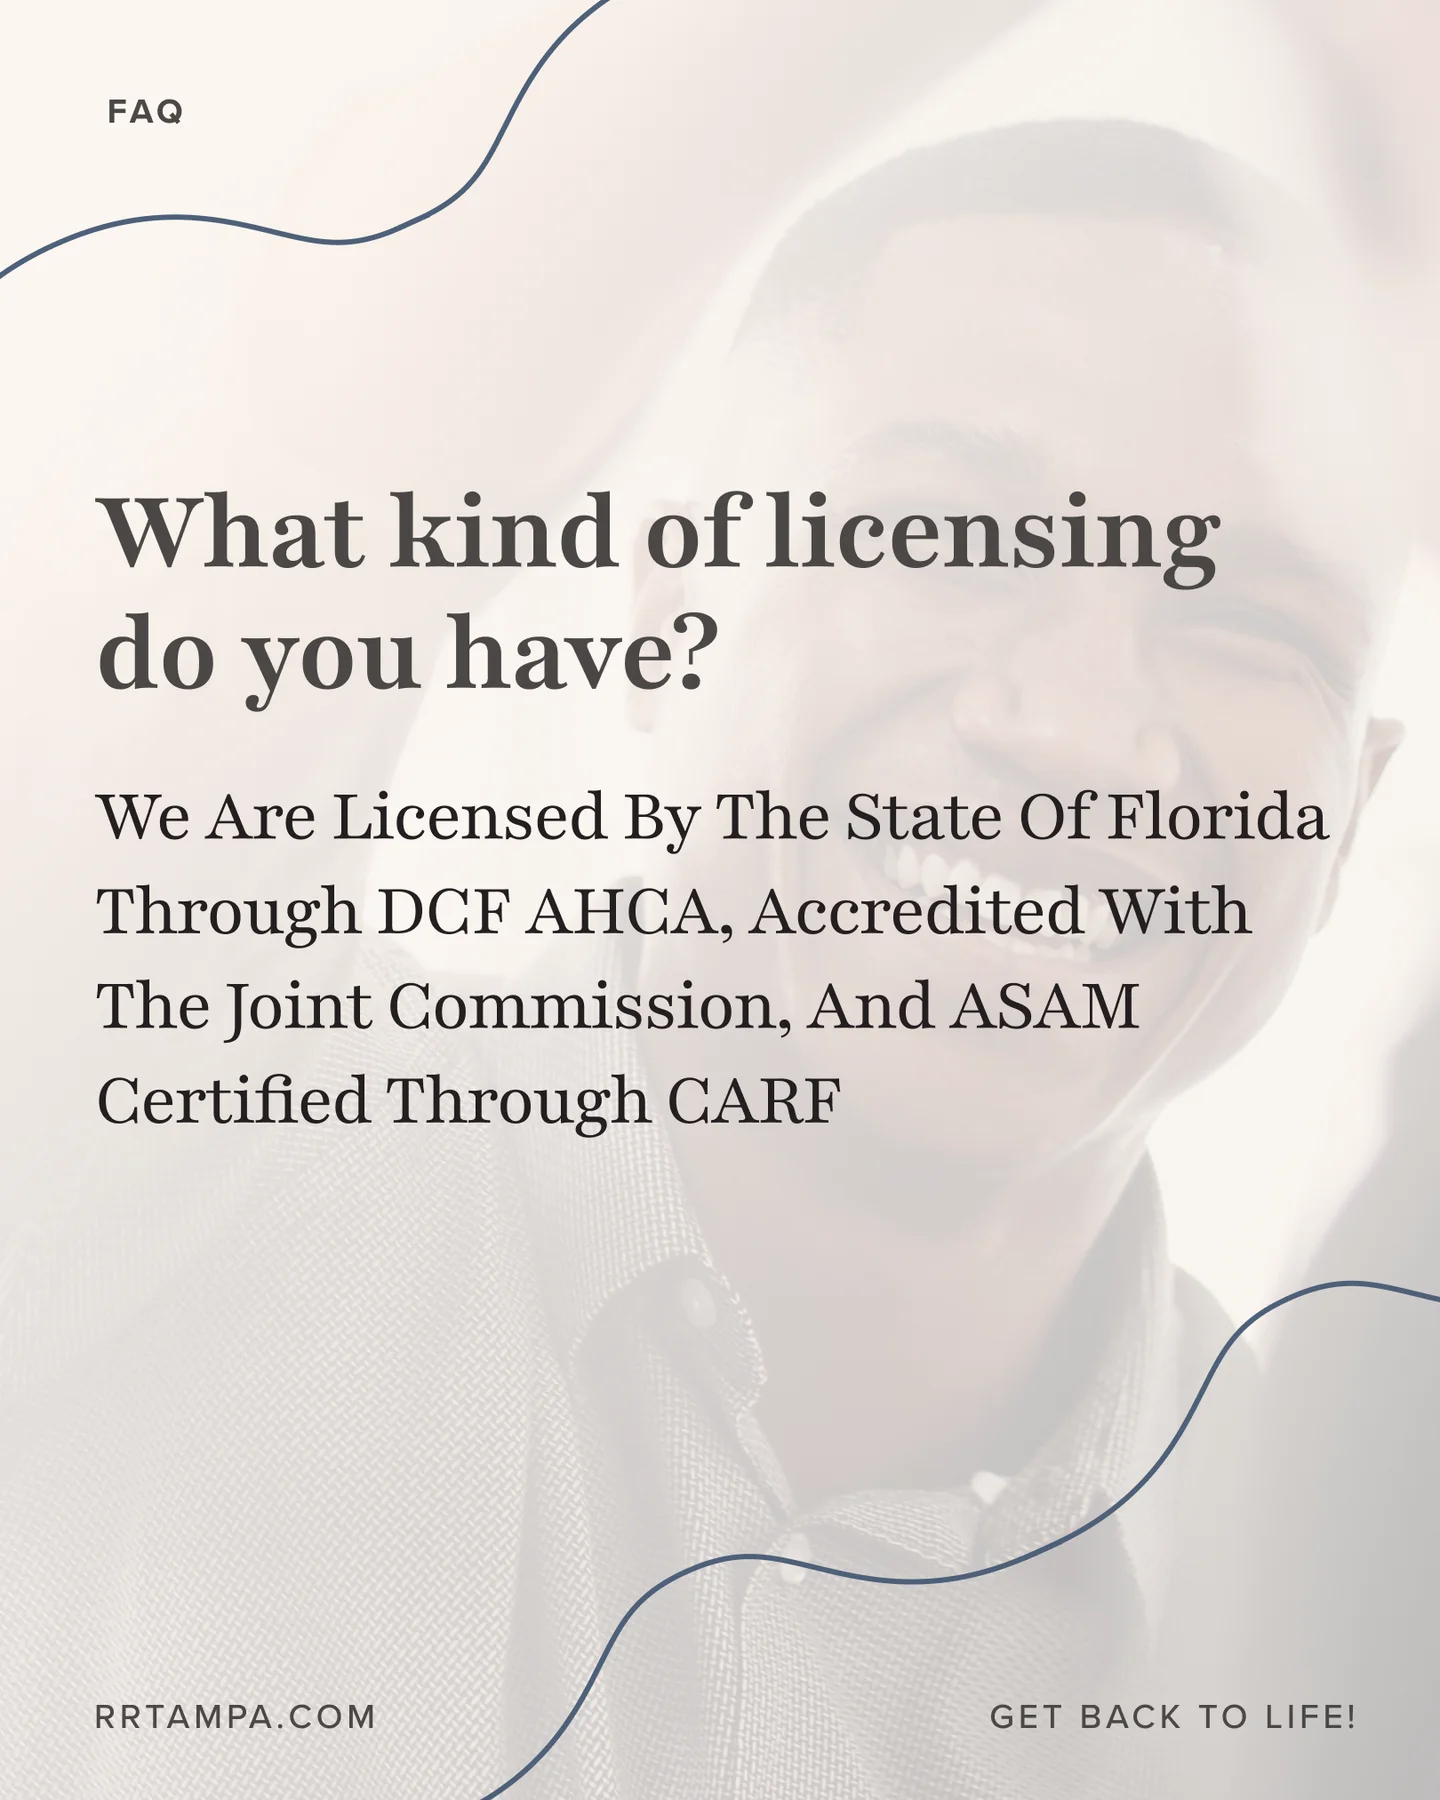 FAQ
What kind of licensing
do you have?
We Are Licensed By The State Of Florida
Through DCF AHCA, Accredited With
The Joint Commission, And ASAM
Certified Through CARF
RRTAMPA.COM
GET BACK TO LIFE!